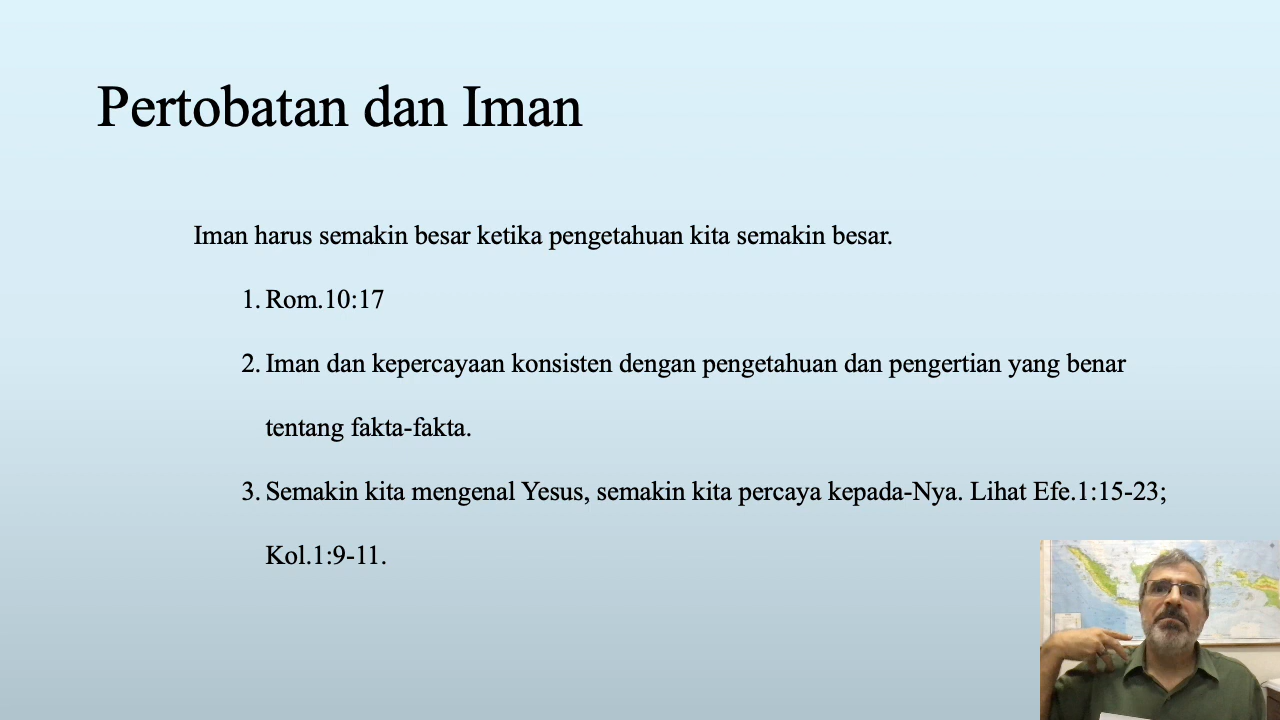 Pertobatan dan Iman
Iman harus semakin besar ketika pengetahuan kita semakin besar.
1. Rom.10:17
2. Iman dan kepercayaan konsisten dengan pengetahuan dan pengertian yang benar
tentang fakta-fakta.
3. Semakin kita mengenal Yesus, semakin kita percaya kepada-Nya. Lihat Efe.1:15-23;
Kol.1:9-11.